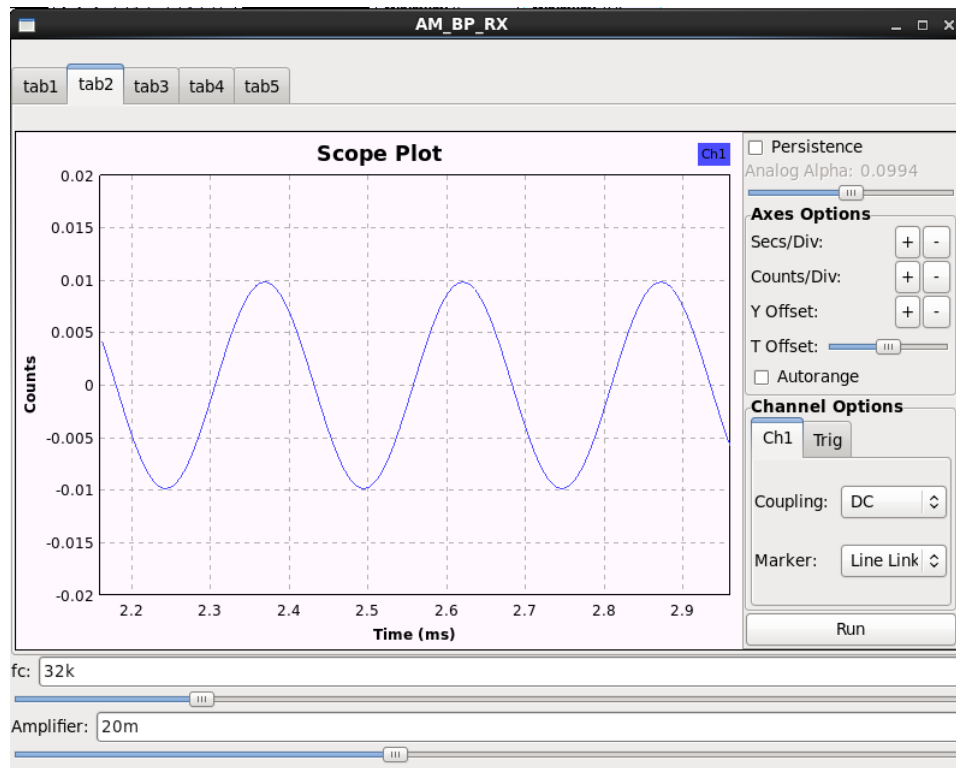 AM_BP_RX
tab1 tab2 tab3 tab4 tab5
Scope Plot
Ch1
Counts
0.02
0.015
0.01
0.005
0
-0.005
-0.01
-0.015
-0.02
2.2 2.3 2.4 2.5 2.6 2.7 2.8 2.9
Time (ms)
Persistence
Analog Alpha: 0.0994
Axes Options
Secs/Div: + -
Counts/Div: + -
Y Offset: + -
T Offset:
Autorange
Channel Options
Ch1 Trig
Coupling: DC
Marker: Line Link
Run
fc: 32k
Amplifier: 20m